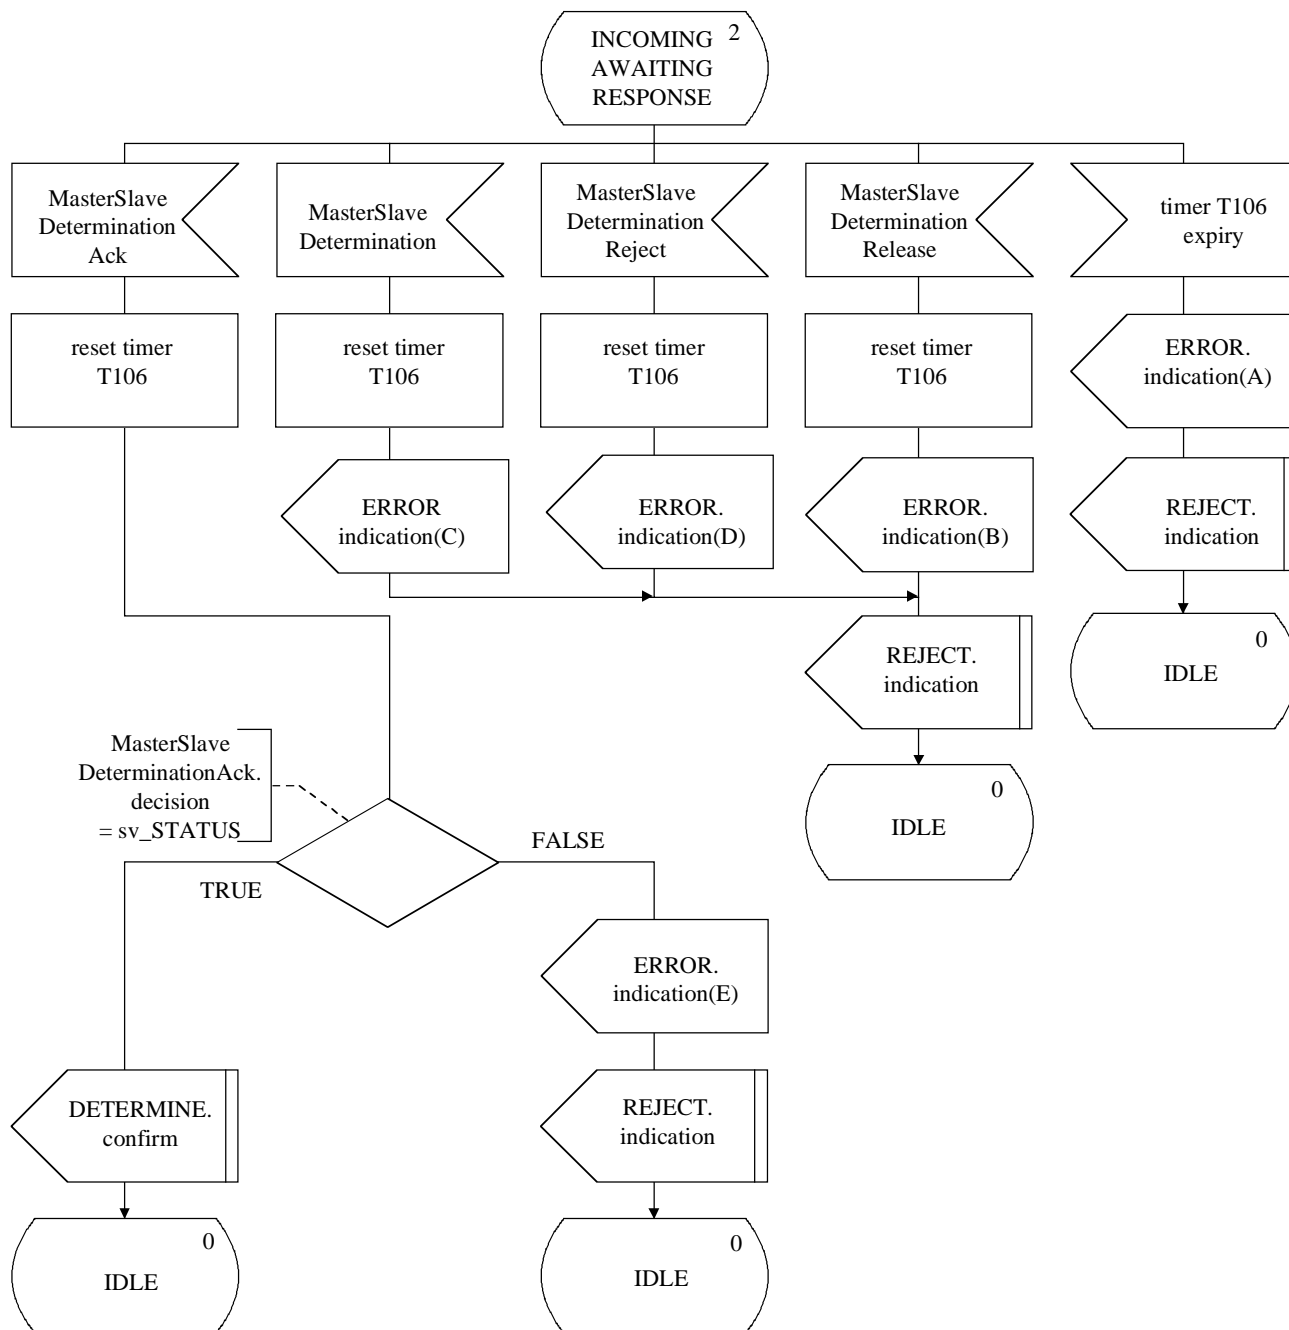 INCOMING 2
AWAITING
RESPONSE
MasterSlave
Determination
Ack
MasterSlave
Determination
MasterSlave
Determination
Reject
MasterSlave
Determination
Release
timer T106
expiry
reset timer
T106
reset timer
T106
reset timer
T106
reset timer
T106
ERROR.
indication(A)
ERROR
indication(C)
ERROR.
indication(D)
ERROR.
indication(B)
REJECT.
indication
REJECT.
indication
0
IDLE
0
IDLE
MasterSlave
DeterminationAck.
decision
= sv_STATUS
TRUE
FALSE
ERROR.
indication(E)
DETERMINE.
confirm
REJECT.
indication
0
IDLE
0
IDLE